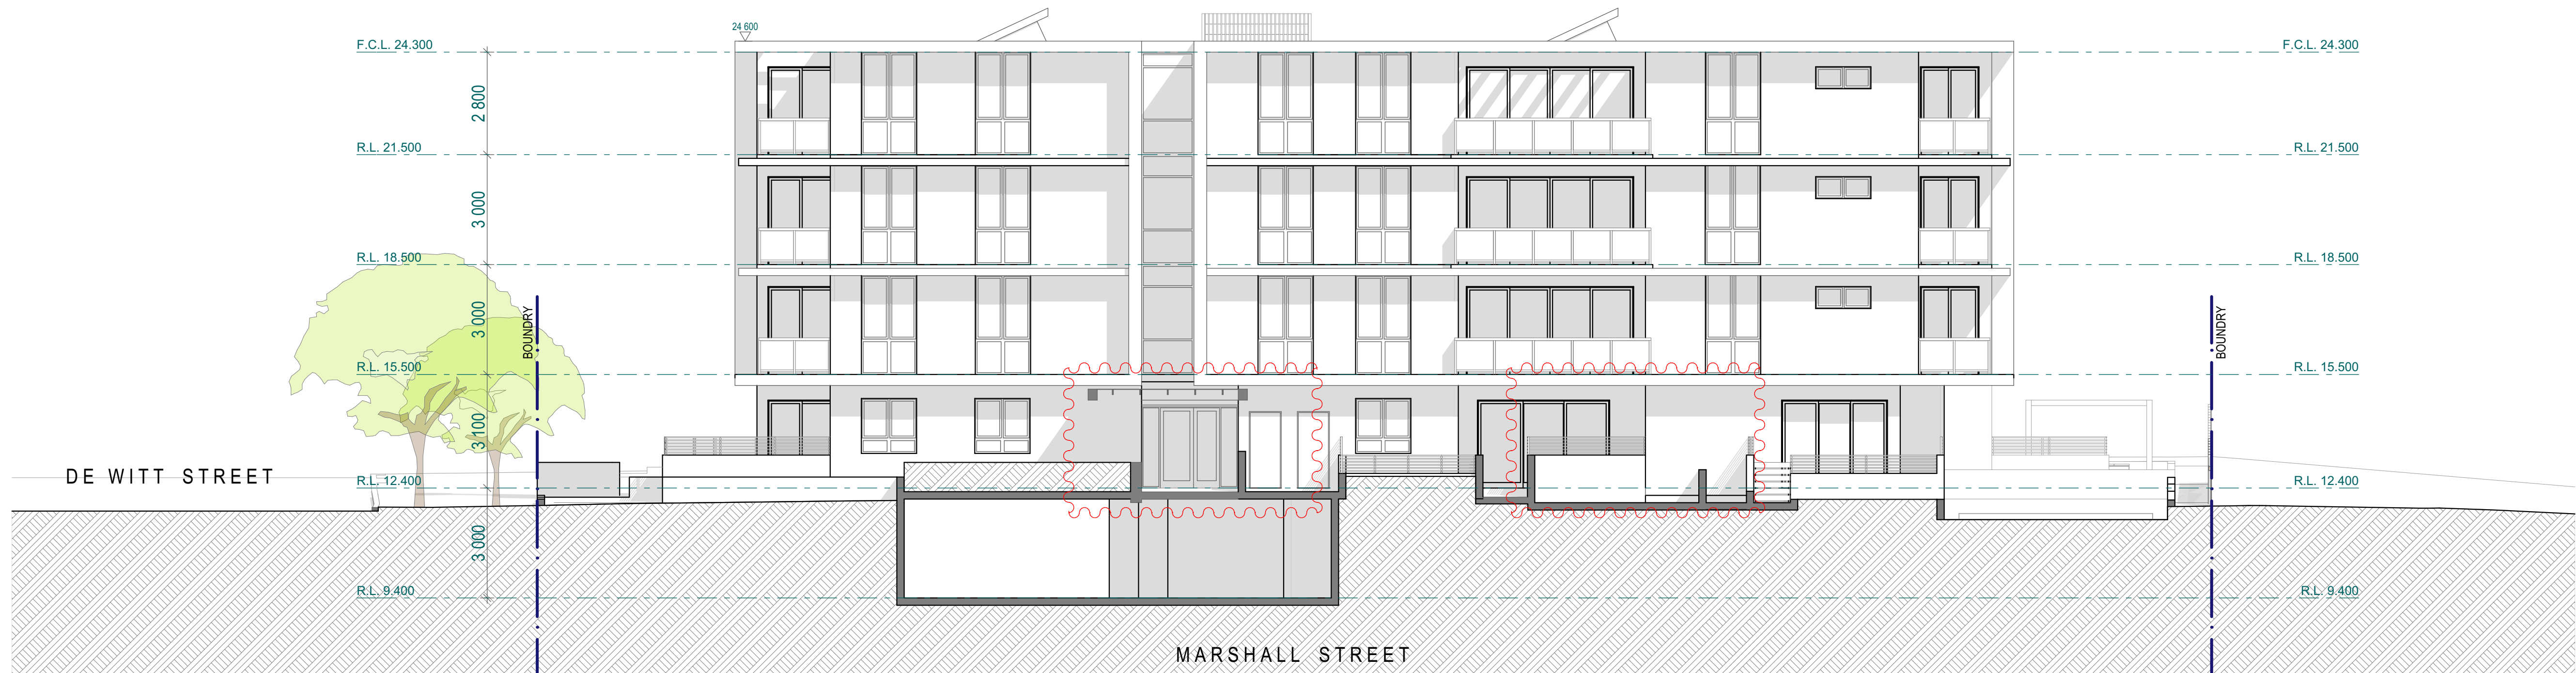 24 600
F.C.L. 24.300
F.C.L. 24.300
2 800
R.L. 21.500
R.L. 21.500
3 000
R.L. 18.500
R.L. 18.500
3 000
BOUNDRY
BOUNDRY
R.L. 15.500
R.L. 15.500
3 100
DE WITT STREET
R.L. 12.400
R.L. 12.400
3 000
R.L. 9.400
R.L. 9.400
MARSHALL STREET